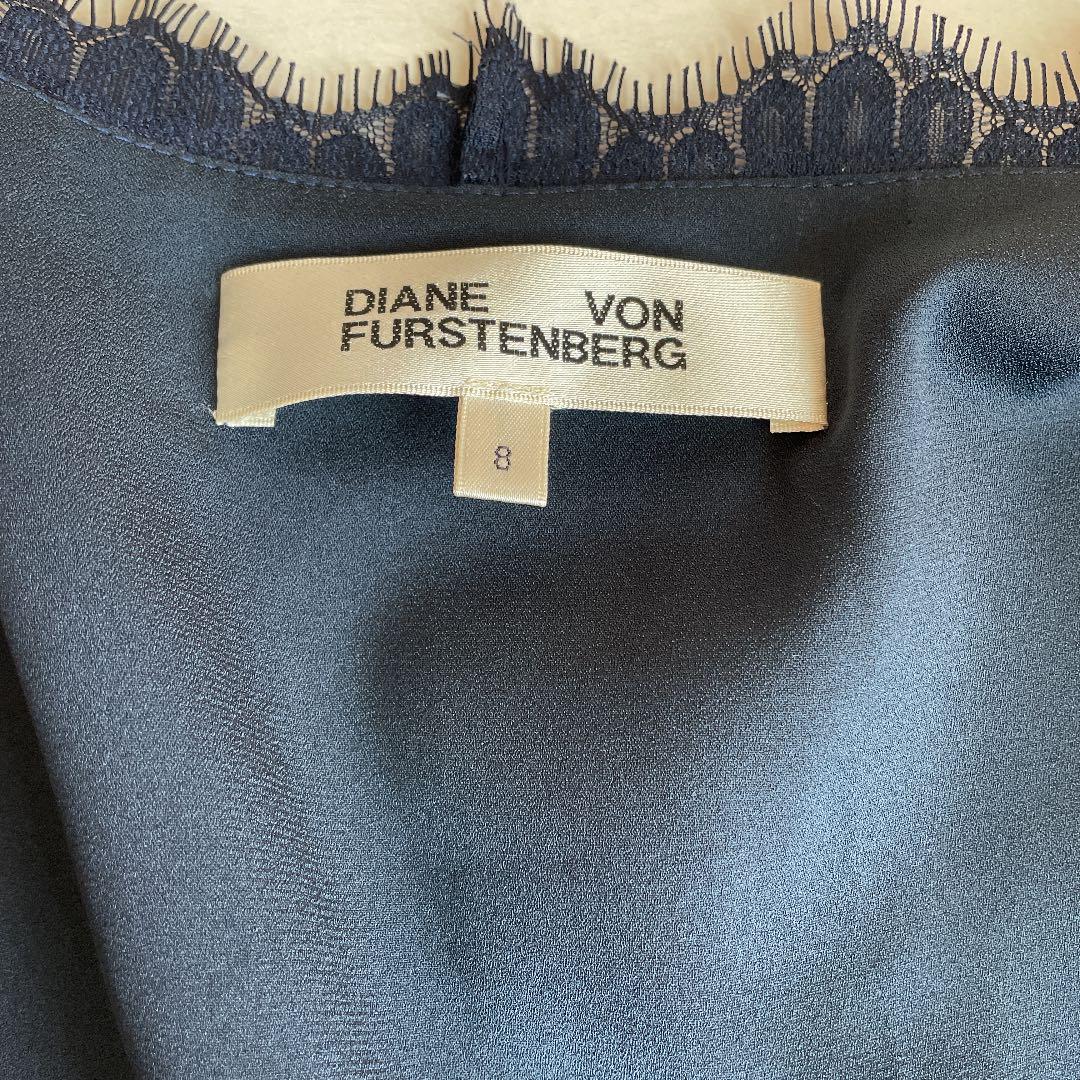 DIANE VON
FURSTENBERG
8